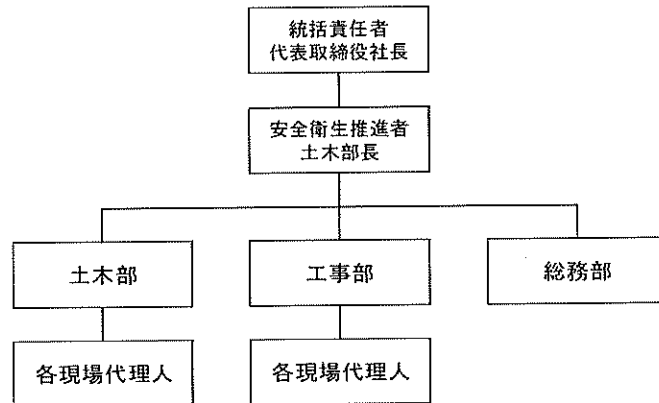 統括責任者
代表取締役社長
安全衛生推進者
土木部長
土木部
工事部
総務部
各現場代理人
各現場代理人